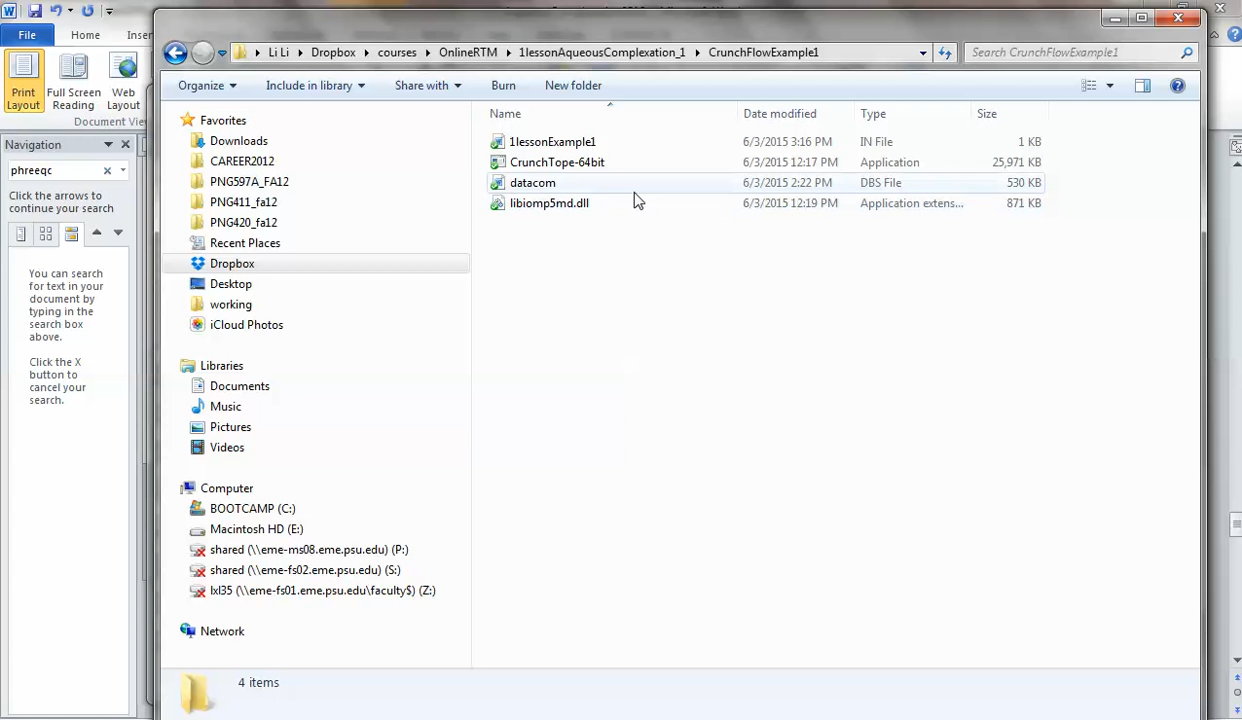 File
Home
Inser
Print
Layout
Full Screen
Reading
Web
Layout
Document Vie
Navigation
phreeqc
Click the arrows to
continue your
search
You can search
for text in your
document by
typing in the
search box
above.
Click the X
button to
cancel your
search.
Li Li
Dropbox
courses
OnlineRTM
1lessonAqueousComplexation_1
CrunchFlowExample1
Search CrunchFlowExample1
Organize
Include in library
Share with
Burn
New folder
Favorites
Downloads
CAREER2012
PNG597A_FA12
PNG411_fa12
PNG420_fa12
Recent Places
Dropbox
Desktop
working
iCloud Photos
Libraries
Documents
Music
Pictures
Videos
Computer
BOOTCAMP (C:)
Macintosh HD (E:)
shared (\\eme-ms08.eme.psu.edu) (P:)
shared (\\eme-fs02.eme.psu.edu) (S:)
lxl35 (\\eme-fs01.eme.psu.edu\faculty$) (Z:)
Network
Name Date modified Type Size
1lessonExample1 6/3/2015 3:16 PM IN File 1 KB
CrunchTope-64bit 6/3/2015 12:17 PM Application 25,971 KB
datacom 6/3/2015 2:22 PM DBS File 530 KB
libiomp5md.dll 6/3/2015 12:19 PM Application extens... 871 KB
4 items